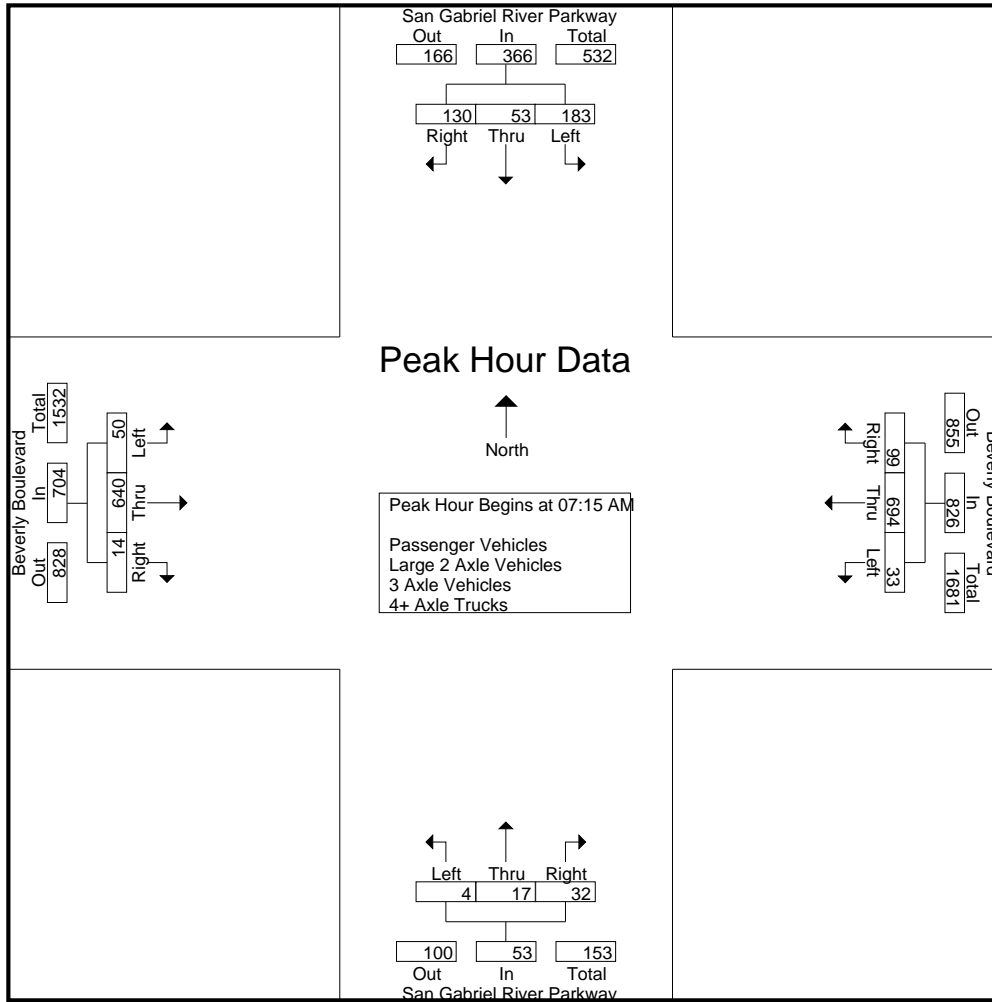 San Gabriel River Parkway
Out In Total
166 366 532
130 53 183
Right Thru Left
Peak Hour Data
North
Peak Hour Begins at 07:15 AM
Passenger Vehicles
Large 2 Axle Vehicles
3 Axle Vehicles
4+ Axle Trucks
Beverly Boulevard
Out In Total
828 704 1532
14 640 50
Right Thru Left
Beverly Boulevard
Out In Total
855 826 1681
99 694 33
Right Thru Left
Left Thru Right
4 17 32
100 53 153
Out In Total
San Gabriel River Parkway